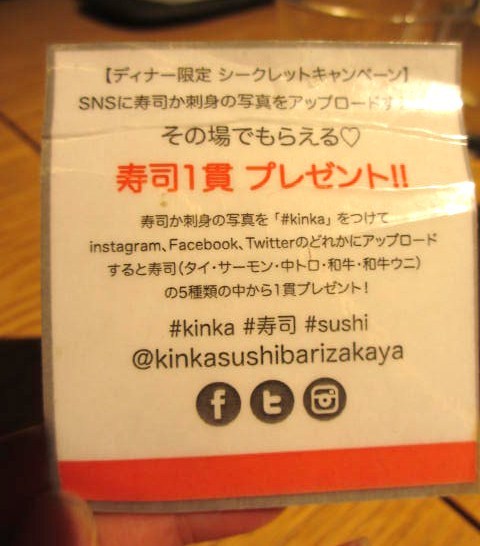 【ディナー限定 シークレットキャンペーン】
SNSに寿司か刺身の写真をアップロードす
その場でもらえる♡
寿司1貫 プレゼント!!
寿司か刺身の写真を「#kinka」をつけて
instagram、Facebook、Twitterのどれかにアップロード
すると寿司(タイ・サーモン・中トロ・和牛・和牛ウニ)
の5種類の中から1貫プレゼント!
#kinka #寿司 #sushi
@kinkasushibarizakaya